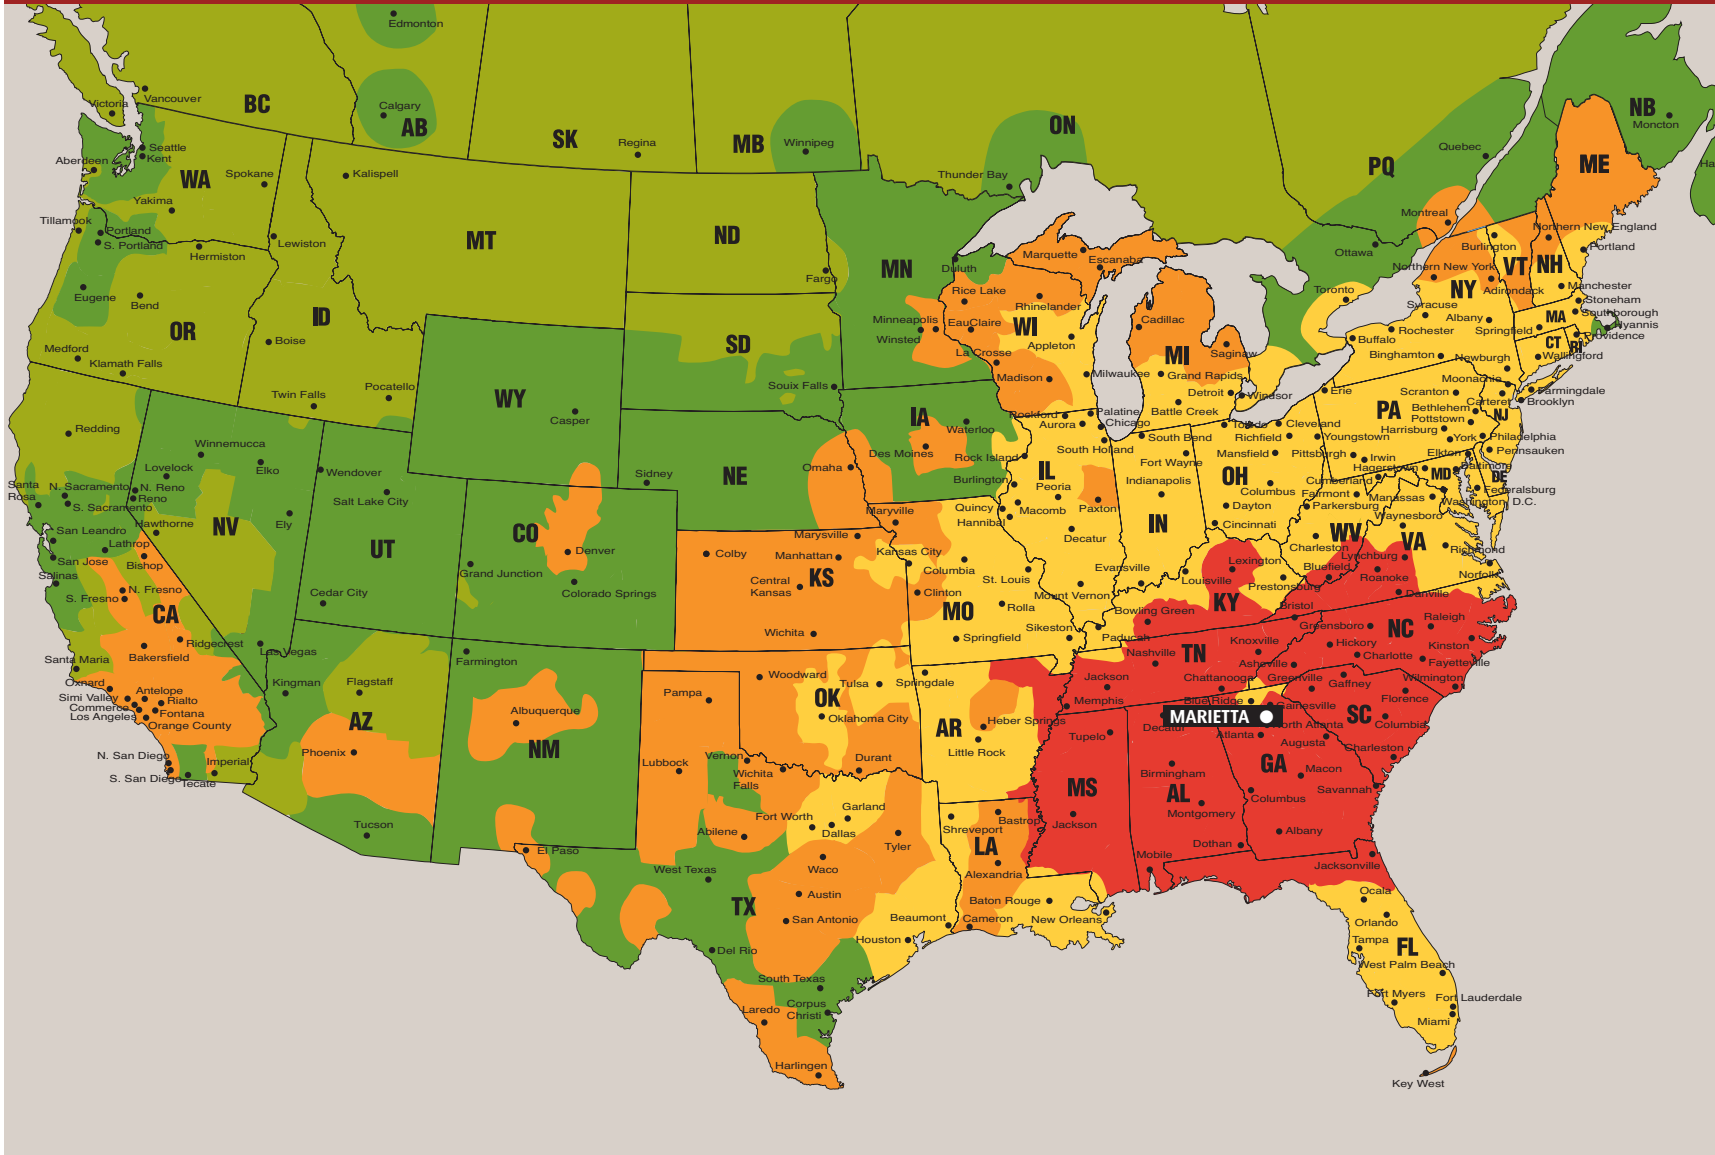 Edmonton
Vancouver
Victoria
BC
Calgary
AB
SK
Regina
MB
Winnipeg
ON
Thunder Bay
PQ
Quebec
NB
Moncton
Ha
ME
Montreal
Ottawa
Toronto
Seattle
Kent
Aberdeen
WA
Spokane
Yakima
Tillamook
Portland
S. Portland
Hermiston
Lewiston
Kalispell
MT
ND
Fargo
MN
Duluth
Eugene
Bend
OR
ID
Boise
Medford
Klamath Falls
Twin Falls
Pocatello
WY
Casper
SD
Souix Falls
Minneapolis
Winsted
EauClaire
Rice Lake
Rhinelander
WI
Appleton
La Crosse
Madison
Milwaukee
Marquette
Escanaba
Cadillac
MI
Saginaw
Grand Rapids
Detroit
Windsor
Battle Creek
Northern New England
Portland
Burlington
VT
NH
Northern New York
Adirondack
NY
Syracuse
Albany
Rochester
Buffalo
Binghamton
Newburgh
Manchester
Stoneham
Southborough
Hyannis
MA
Springfield
Providence
CT
RI
Wallingford
Moonachie
Farmingdale
Brooklyn
Carteret
NJ
Scranton
PA
Bethlehem
Pottstown
Harrisburg
York
Philadelphia
Pennsauken
Elkton
Erie
Redding
Winnemucca
Elko
Lovelock
N. Reno
Reno
Santa
Rosa
N. Sacramento
S. Sacramento
Hawthorne
San Leandro
Lathrop
San Jose
Bishop
Salinas
NV
Ely
Wendover
Salt Lake City
UT
Cedar City
CO
Denver
Grand Junction
Colorado Springs
Sidney
NE
Omaha
IA
Waterloo
Des Moines
Rock Island
Burlington
Rockford
Aurora
Palatine
Chicago
South Holland
IL
Peoria
Macomb
Paxton
Quincy
Hannibal
Decatur
South Bend
Fort Wayne
Indianapolis
IN
Evansville
Toledo
Cleveland
Richfield
Mansfield
Youngstown
Pittsburgh
Irwin
OH
Columbus
Dayton
Cincinnati
Hagerstown
Cumberland
Fairmont
Parkersburg
MD
Baltimore
DE
Federalsburg
Manassas
Washington, D.C.
Waynesboro
WV
VA
Charleston
Lynchburg
Richmond
Bluefield
Roanoke
Norfolk
Danville
Maryville
Marysville
Colby
Manhattan
KS
Central
Kansas
Wichita
Kansas City
Columbia
St. Louis
Clinton
MO
Rolla
Springfield
Mount Vernon
Sikeston
Paducah
Louisville
Lexington
Prestonsburg
KY
Bowling Green
Bristol
N. Fresno
S. Fresno
CA
Ridgecrest
Bakersfield
Santa Maria
Oxnard
Simi Valley
Commerce
Los Angeles
Antelope
Rialto
Fontana
Orange County
N. San Diego
S. San Diego
Tecate
Imperial
Las Vegas
Kingman
Flagstaff
AZ
Phoenix
Tucson
Farmington
Albuquerque
NM
El Paso
Pampa
Lubbock
Woodward
OK
Tulsa
Oklahoma City
Springdale
Durant
Vernon
Wichita
Falls
Abilene
Fort Worth
Garland
Dallas
Tyler
Waco
West Texas
Austin
TX
San Antonio
Del Rio
South Texas
Corpus
Christi
Laredo
Harlingen
Houston
Beaumont
AR
Heber Springs
Little Rock
Shreveport
Bastrop
LA
Alexandria
Baton Rouge
Cameron
New Orleans
Nashville
TN
Knoxville
Jackson
Memphis
Chattanooga
Asheville
Greensboro
NC
Raleigh
Hickory
Kinston
Charlotte
Fayetteville
Greenville
Gaffney
Wilmington
Florence
SC
Columbia
Charleston
Blue Ridge
Gainesville
MARIETTA
North Atlanta
Atlanta
Augusta
GA
Macon
Columbus
Savannah
Albany
Tupelo
Decatur
MS
Jackson
Birmingham
AL
Montgomery
Dothan
Mobile
Jacksonville
Ocala
Orlando
Tampa
FL
West Palm Beach
Fort Myers
Fort Lauderdale
Miami
Key West